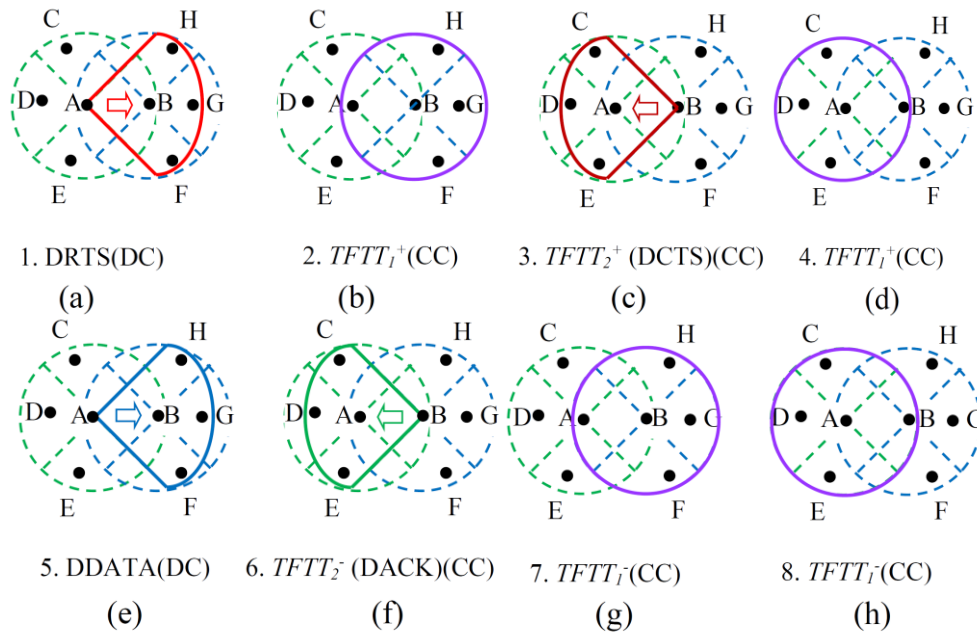 C H C H C H C H
D A B G D A B G D A B G D A B G
E F E F E F E F
1. DRTS(DC) 2. TFTT₁⁺(CC) 3. TFTT₂⁺ (DCTS)(CC) 4. TFTT₁⁺(CC)
(a) (b) (c) (d)
C H C H C H C H
D A B G D A B G D A B G D A B G
E F E F E F E F
5. DDATA(DC) 6. TFTT₂⁻ (DACK)(CC) 7. TFTT₁⁻(CC) 8. TFTT₁⁻(CC)
(e) (f) (g) (h)